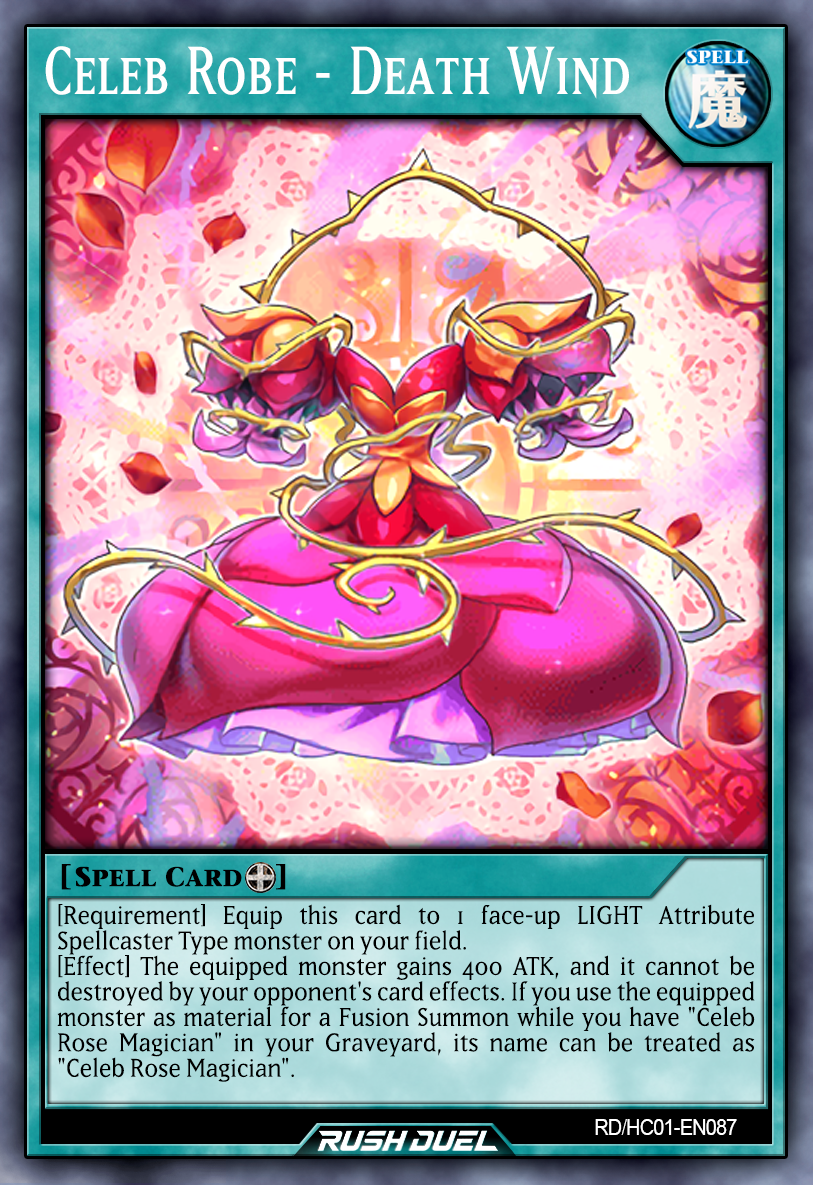 Celeb Robe - Death Wind
SPELL
魔
[Spell Card]
[Requirement] Equip this card to 1 face-up LIGHT Attribute
Spellcaster Type monster on your field.
[Effect] The equipped monster gains 400 ATK, and it cannot be
destroyed by your opponent's card effects. If you use the equipped
monster as material for a Fusion Summon while you have "Celeb
Rose Magician" in your Graveyard, its name can be treated as
"Celeb Rose Magician".
RD/HC01-EN087
RUSH DUEL